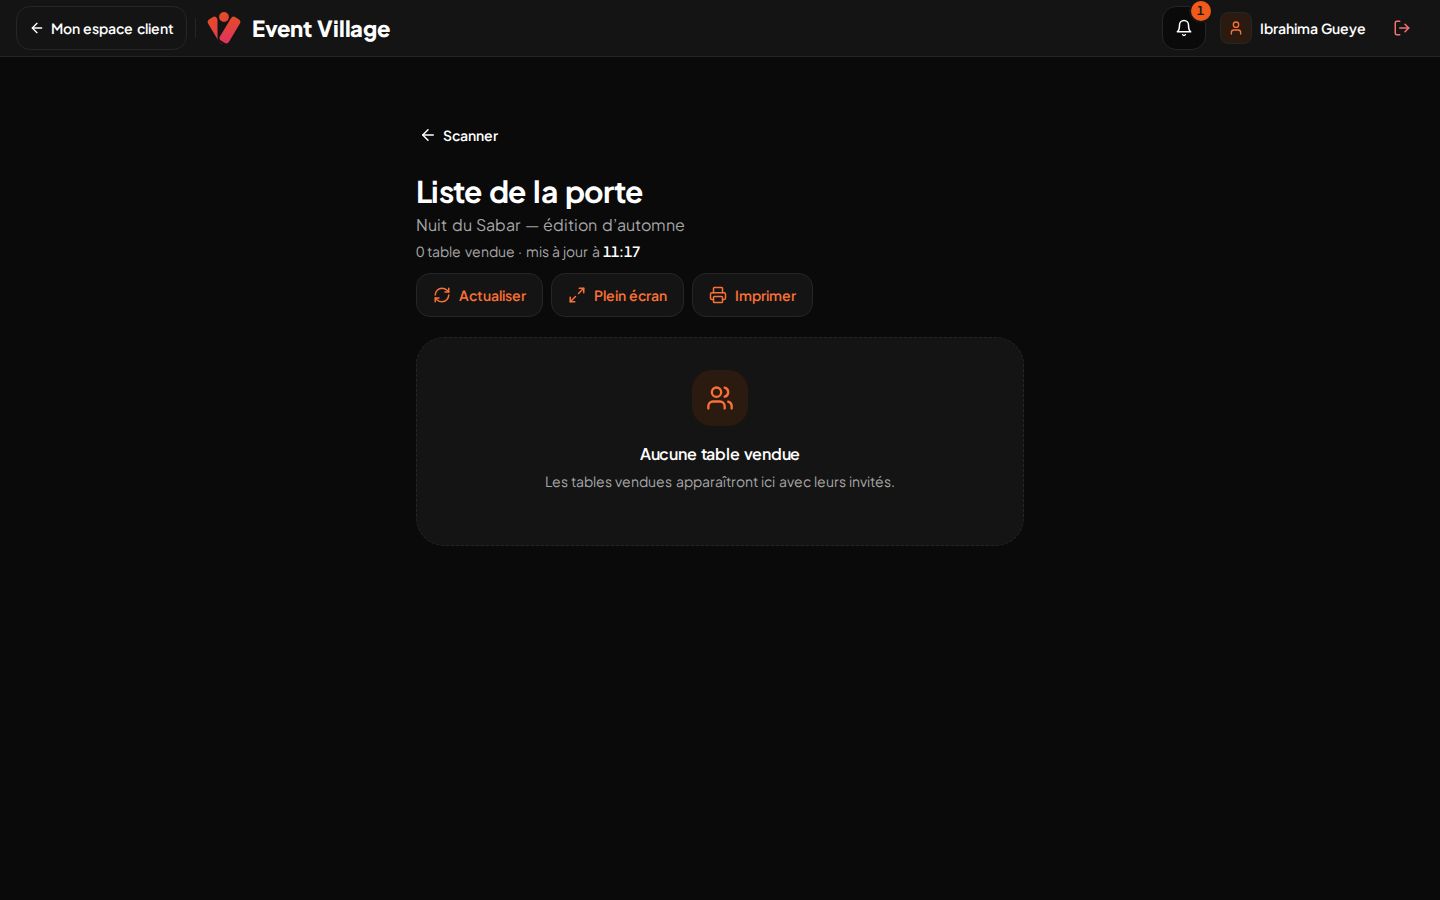 Mon espace client
Event Village
1
Ibrahima Gueye
Scanner
Liste de la porte
Nuit du Sabar — édition d’automne
0 table vendue · mis à jour à 11:17
Actualiser
Plein écran
Imprimer
Aucune table vendue
Les tables vendues apparaîtront ici avec leurs invités.